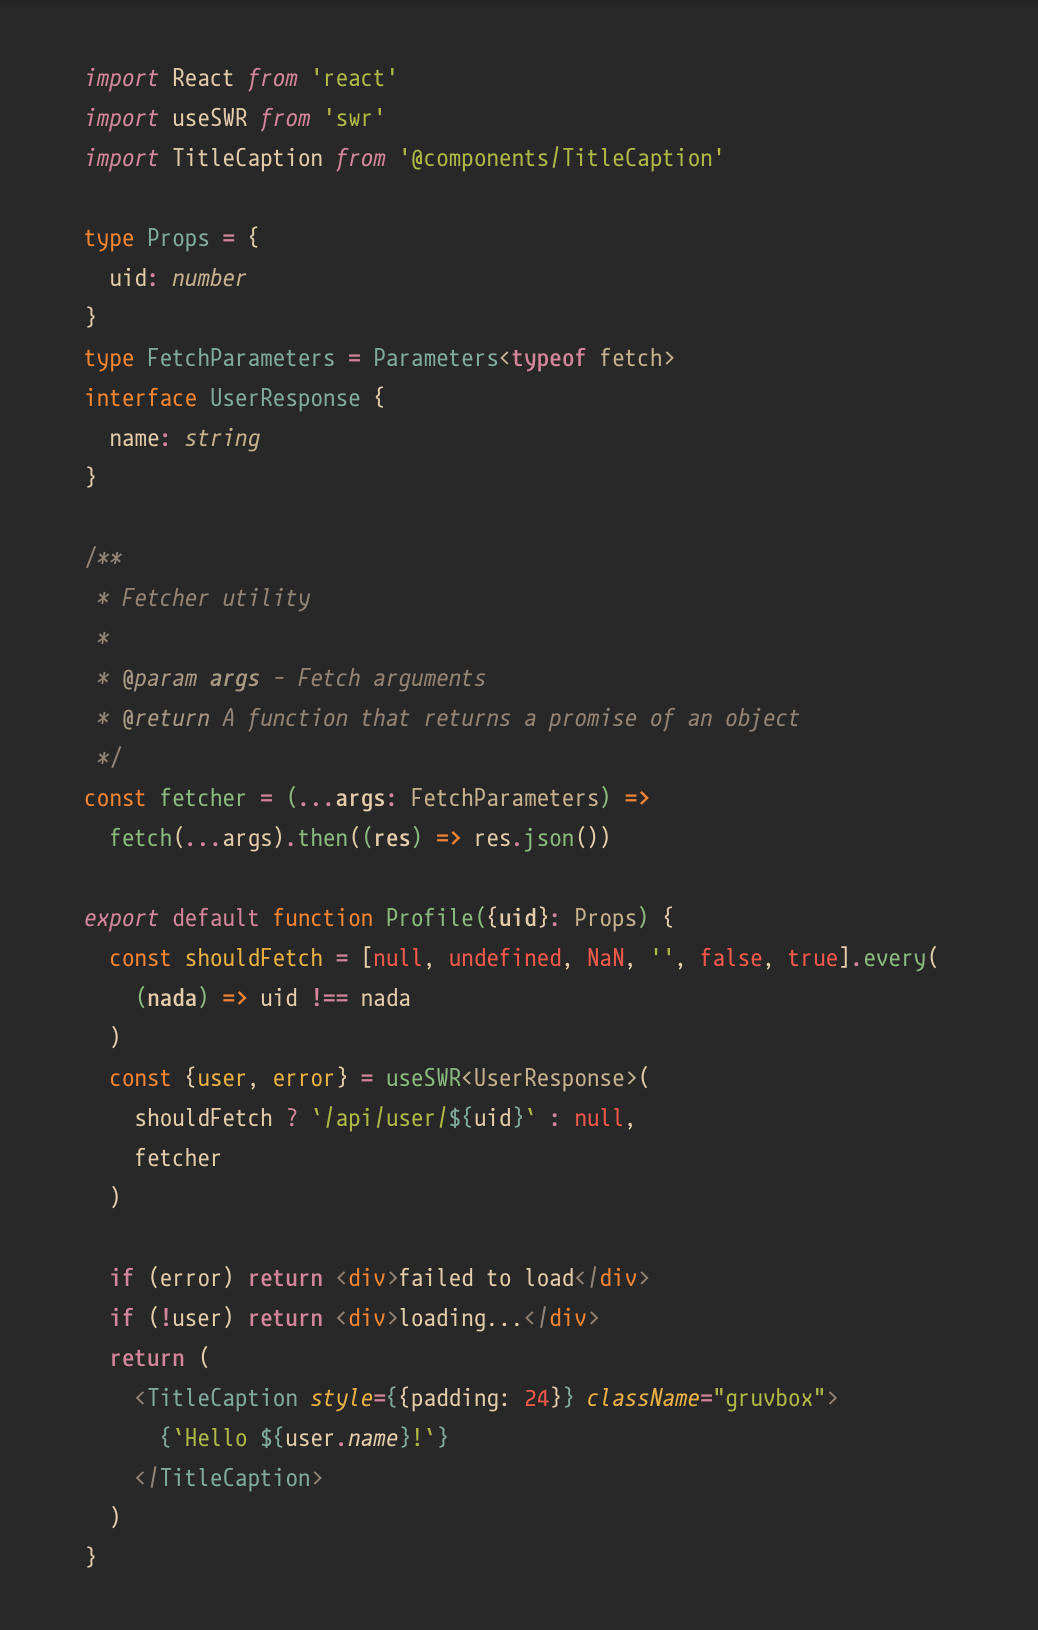 import React from 'react'
import useSWR from 'swr'
import TitleCaption from '@components/TitleCaption'

type Props = {
  uid: number
}
type FetchParameters = Parameters<typeof fetch>
interface UserResponse {
  name: string
}

/**
 * Fetcher utility
 *
 * @param args - Fetch arguments
 * @return A function that returns a promise of an object
 */
const fetcher = (...args: FetchParameters) =>
  fetch(...args).then((res) => res.json())

export default function Profile({uid}: Props) {
  const shouldFetch = [null, undefined, NaN, '', false, true].every(
    (nada) => uid !== nada
  )
  const {user, error} = useSWR<UserResponse>(
    shouldFetch ? `/api/user/${uid}` : null,
    fetcher
  )

  if (error) return <div>failed to load</div>
  if (!user) return <div>loading...</div>
  return (
    <TitleCaption style={{padding: 24}} className="gruvbox">
      {`Hello ${user.name}!`}
    </TitleCaption>
  )
}